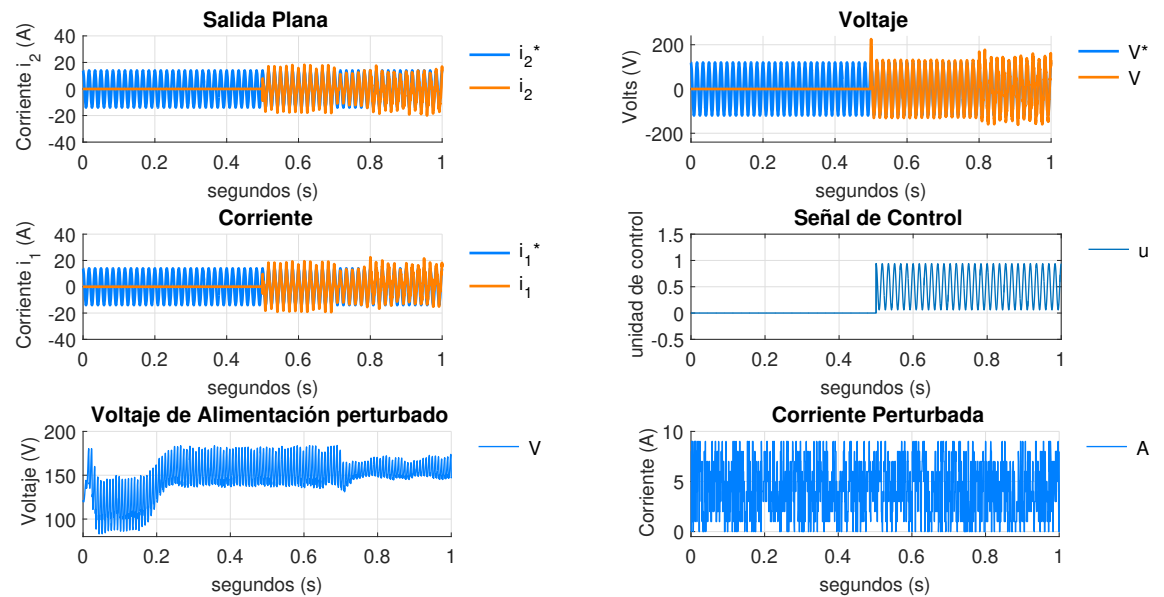 Salida Plana
Corriente i_2 (A)
40
20
0
-20
-40
0 0.2 0.4 0.6 0.8 1
segundos (s)
i_2*
i_2
Voltaje
Volts (V)
200
0
-200
0 0.2 0.4 0.6 0.8 1
segundos (s)
V*
V
Corriente
Corriente i_1 (A)
40
20
0
-20
-40
0 0.2 0.4 0.6 0.8 1
segundos (s)
i_1*
i_1
Señal de Control
unidad de control
1.5
1
0.5
0
-0.5
0 0.2 0.4 0.6 0.8 1
segundos (s)
u
Voltaje de Alimentación perturbado
Voltaje (V)
200
150
100
0 0.2 0.4 0.6 0.8 1
segundos (s)
V
Corriente Perturbada
Corriente (A)
10
5
0
0 0.2 0.4 0.6 0.8 1
segundos (s)
A